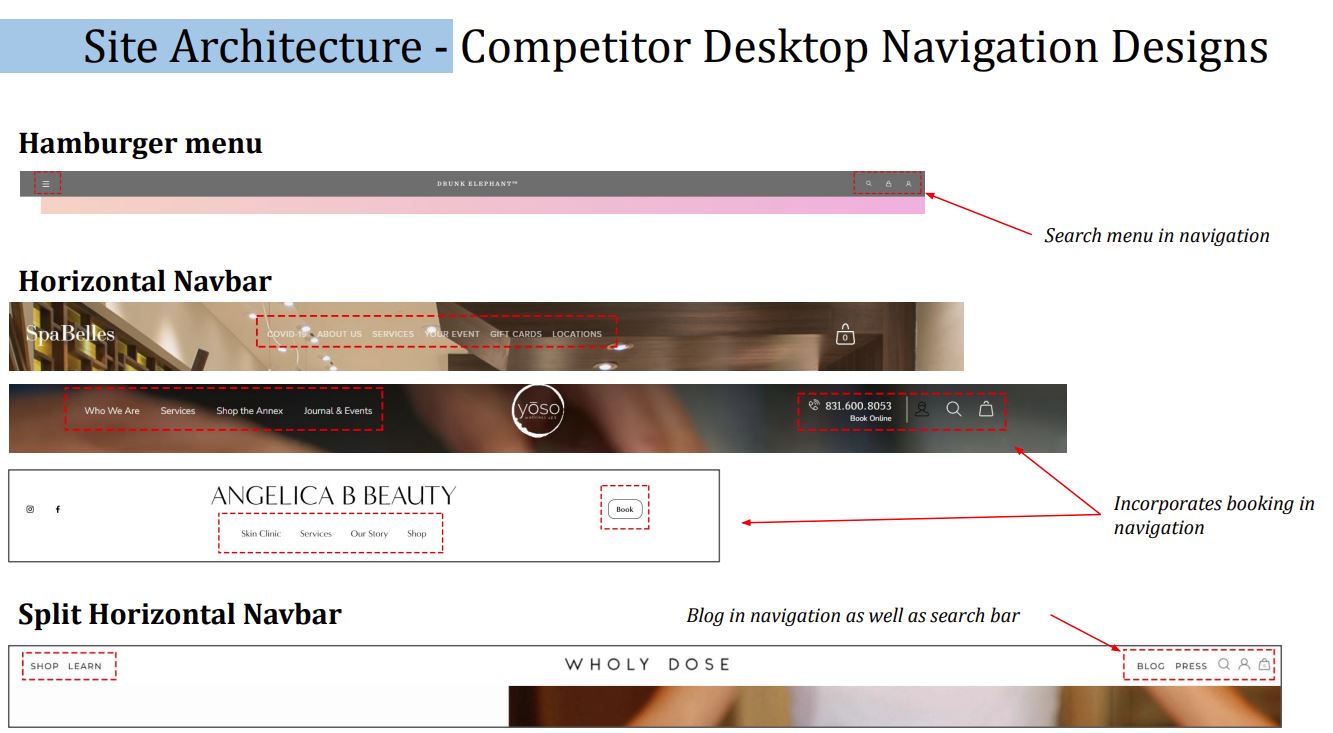 Site Architecture - Competitor Desktop Navigation Designs
Hamburger menu
DRUNK ELEPHANT™
Search menu in navigation
Horizontal Navbar
SpaBelles COVID-19 ABOUT US SERVICES YOUR EVENT GIFT CARDS LOCATIONS 0
Who We Are Services Shop the Annex Journal & Events yōso 831.600.8053
Book Online
ANGELICA B BEAUTY
Book
Skin Clinic Services Our Story Shop
Incorporates booking in
navigation
Split Horizontal Navbar
Blog in navigation as well as search bar
SHOP LEARN WHOLY DOSE BLOG PRESS